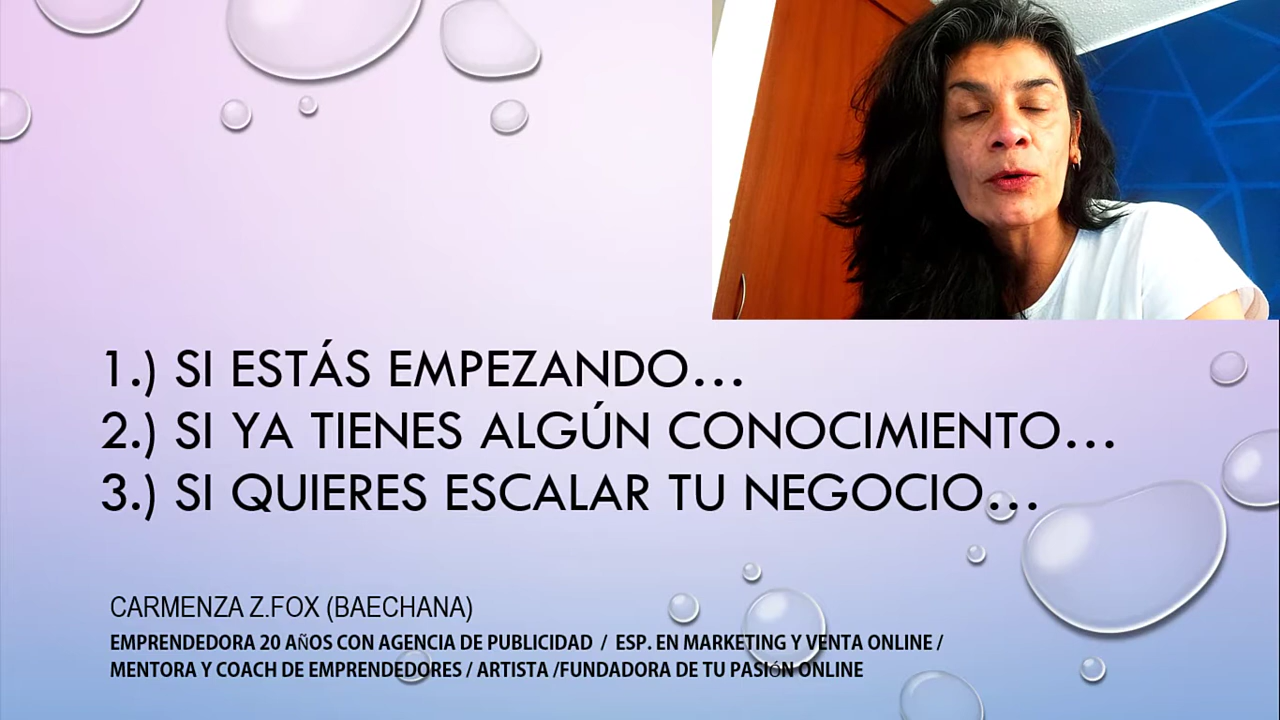 1.) SI ESTÁS EMPEZANDO...
2.) SI YA TIENES ALGÚN CONOCIMIENTO...
3.) SI QUIERES ESCALAR TU NEGOCIO...
CARMENZA Z.FOX (BAECHANA)
EMPRENDEDORA 20 AÑOS CON AGENCIA DE PUBLICIDAD / ESP. EN MARKETING Y VENTA ONLINE /
MENTORA Y COACH DE EMPRENDEDORES / ARTISTA /FUNDADORA DE TU PASIÓN ONLINE